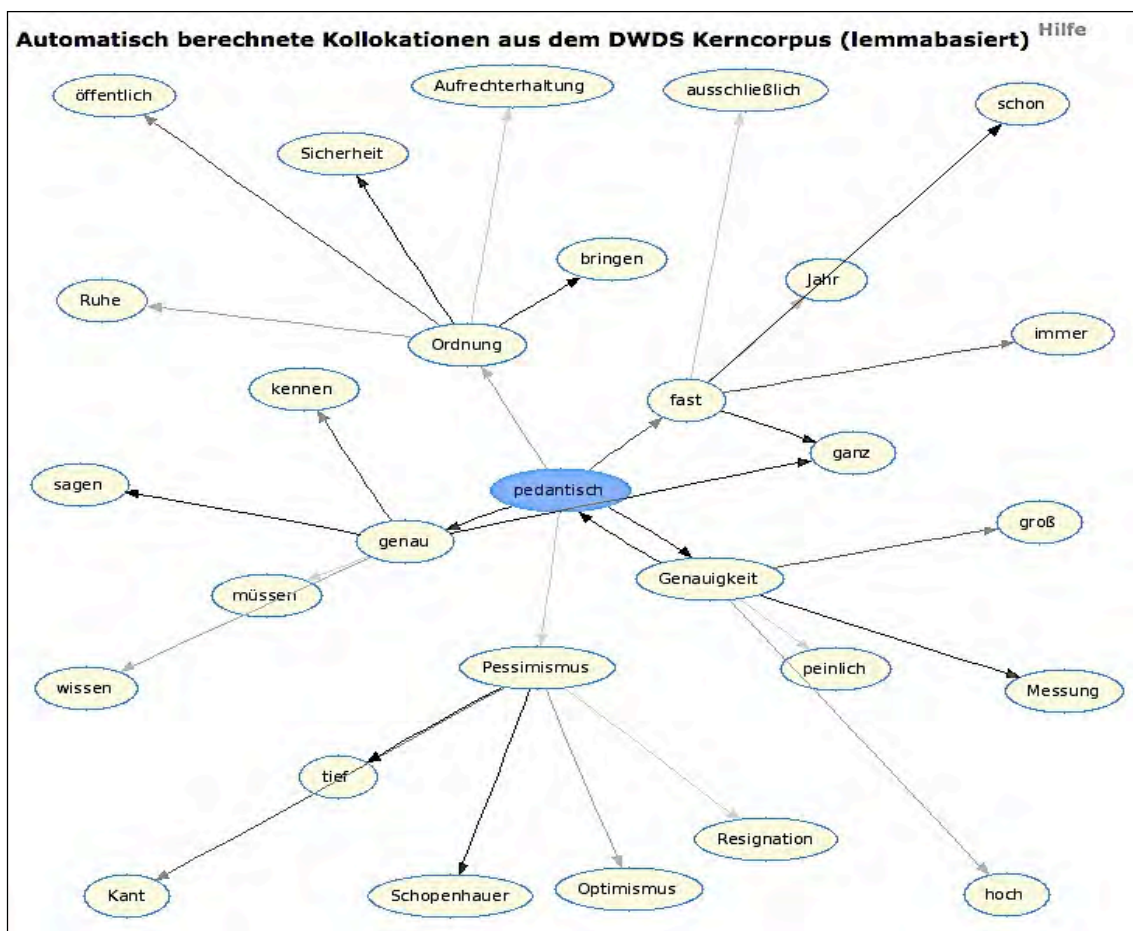 Automatisch berechnete Kollokationen aus dem DWDS Kerncorpus (lemmabasiert) Hilfe
öffentlich
Aufrechterhaltung
ausschließlich
schon
Sicherheit
bringen
Jahr
Ruhe
immer
Ordnung
kennen
fast
ganz
sagen
pedantisch
groß
genau
Genauigkeit
müssen
peinlich
Pessimismus
wissen
Messung
tief
Resignation
Kant
Schopenhauer
Optimismus
hoch